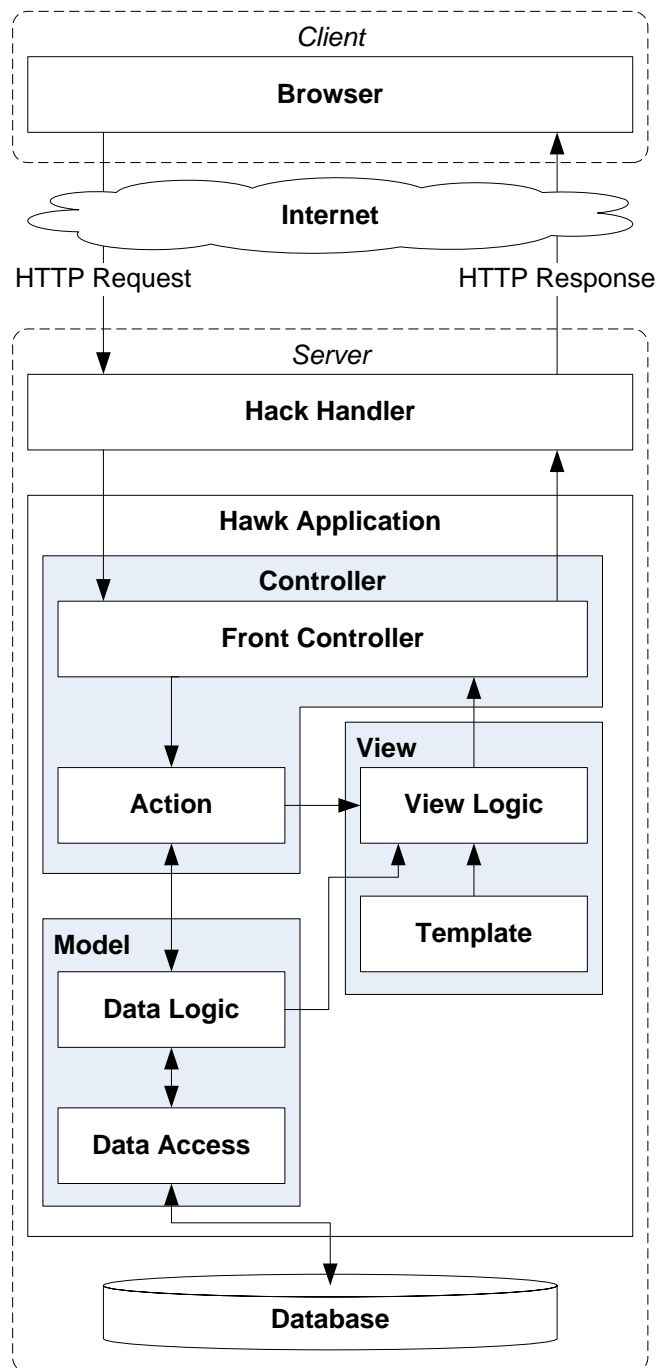 Client
Browser
Internet
HTTP Request
HTTP Response
Server
Hack Handler
Hawk Application
Controller
Front Controller
View
Action
View Logic
Template
Model
Data Logic
Data Access
Database